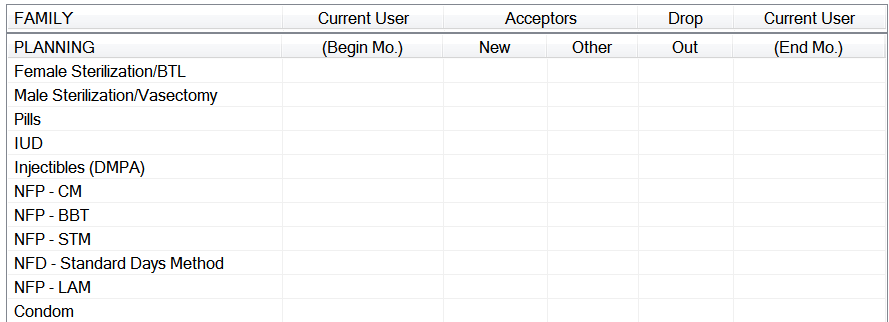 FAMILY Current User Acceptors Drop Current User
PLANNING (Begin Mo.) New Other Out (End Mo.)
Female Sterilization/BTL
Male Sterilization/Vasectomy
Pills
IUD
Injectibles (DMPA)
NFP - CM
NFP - BBT
NFP - STM
NFD - Standard Days Method
NFP - LAM
Condom